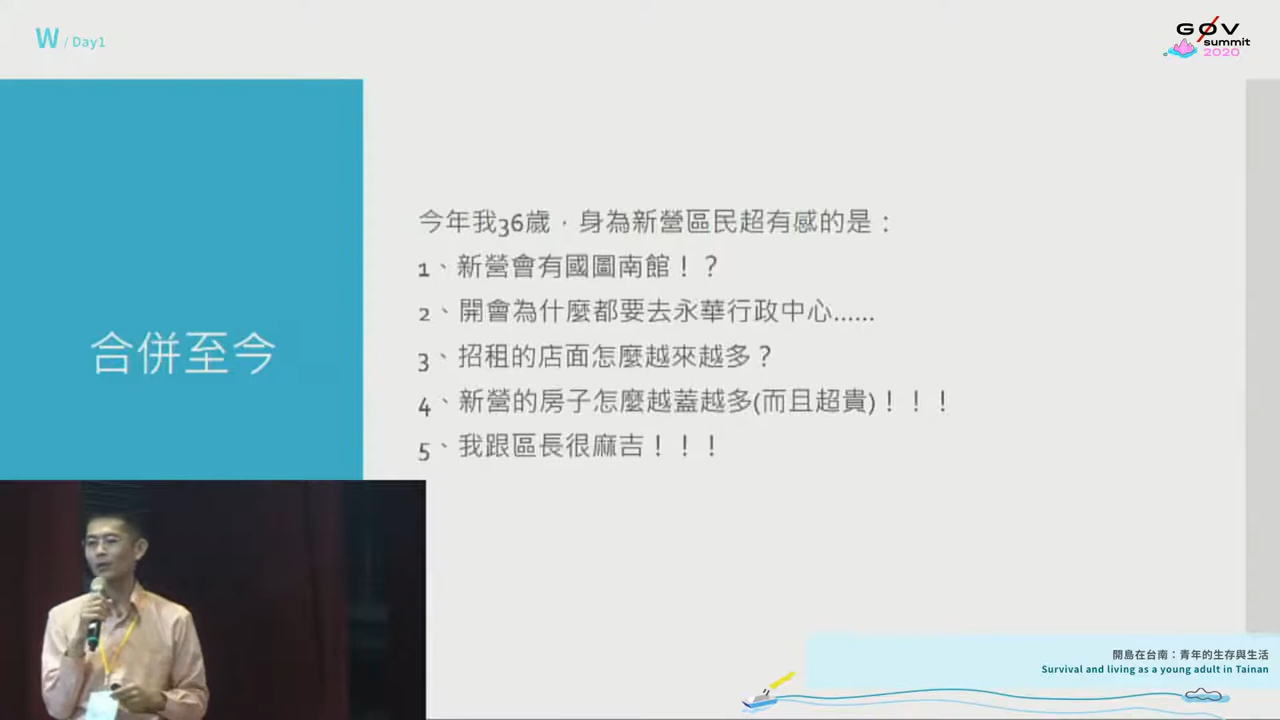 W / Day1
GØV
summit
2020
合併至今
今年我36歲，身為新營區民超有感的是：
1、新營會有國圖南館！？
2、開會為什麼都要去永華行政中心……
3、招租的店面怎麼越來越多？
4、新營的房子怎麼越蓋越多(而且超貴)！！！
5、我跟區長很麻吉！！！
開島在台南：青年的生存與生活
Survival and living as a young adult in Tainan